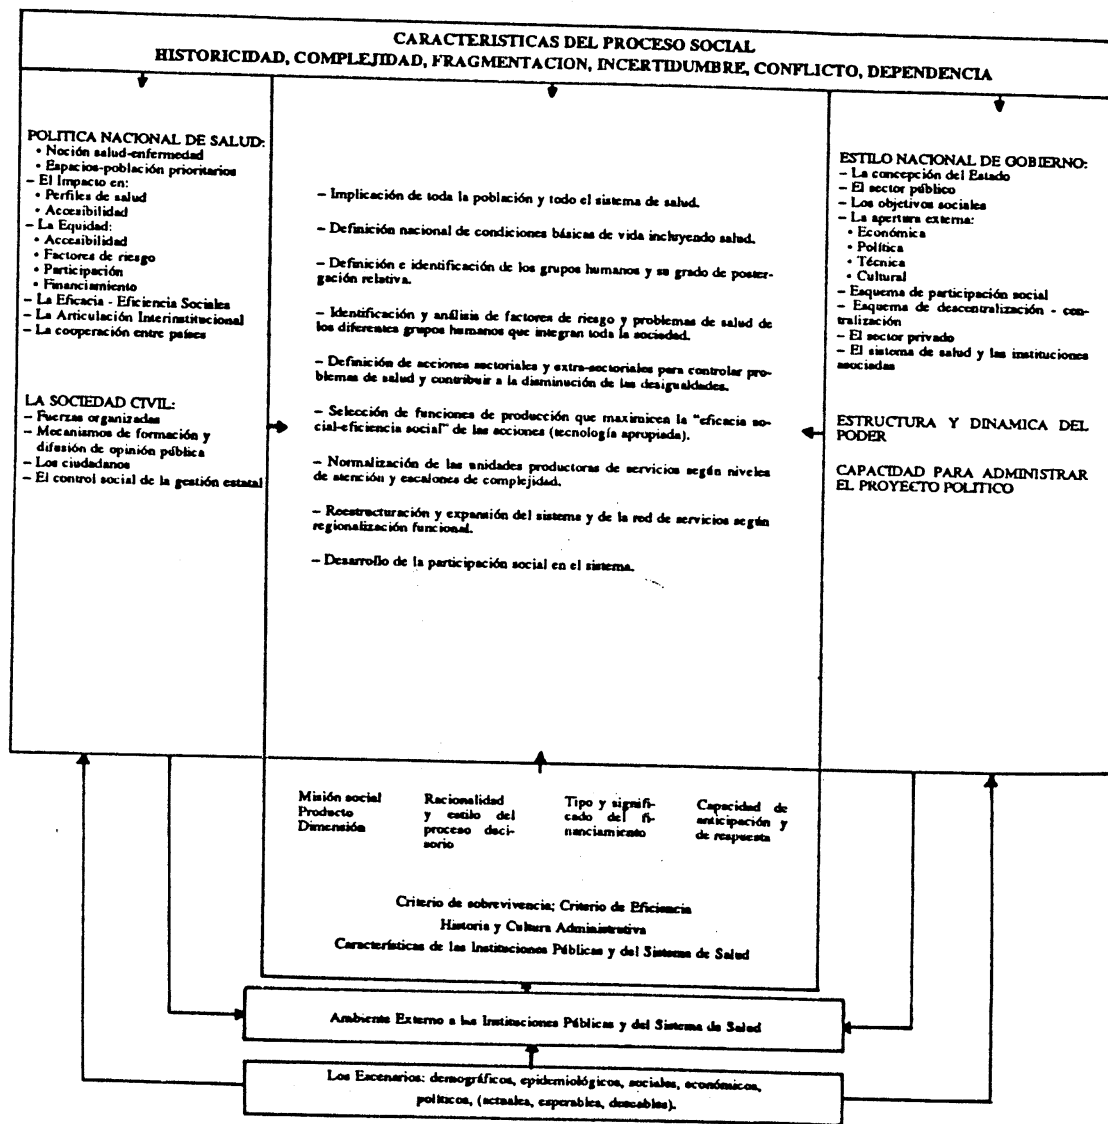 CARACTERISTICAS DEL PROCESO SOCIAL
HISTORICIDAD, COMPLEJIDAD, FRAGMENTACION, INCERTIDUMBRE, CONFLICTO, DEPENDENCIA
POLITICA NACIONAL DE SALUD:
• Noción salud-enfermedad
• Espacios-población prioritarios
– El Impacto en:
• Perfiles de salud
• Accesibilidad
– La Equidad:
• Accesibilidad
• Factores de riesgo
• Participación
• Financiamiento
– La Eficacia - Eficiencia Sociales
– La Articulación Interinstitucional
– La cooperación entre países
LA SOCIEDAD CIVIL:
– Fuerzas organizadas
– Mecanismos de formación y
difusión de opinión pública
– Los ciudadanos
– El control social de la gestión estatal
– Implicación de toda la población y todo el sistema de salud.
– Definición nacional de condiciones básicas de vida incluyendo salud.
– Definición e identificación de los grupos humanos y su grado de poster-
gación relativa.
– Identificación y análisis de factores de riesgo y problemas de salud de
los diferentes grupos humanos que integran toda la sociedad.
– Definición de acciones sectoriales y extra-sectoriales para controlar pro-
blemas de salud y contribuir a la disminución de las desigualdades.
– Selección de funciones de producción que maximicen la "eficacia so-
cial-eficiencia social" de las acciones (tecnología apropiada).
– Normalización de las unidades productoras de servicios según niveles
de atención y escalones de complejidad.
– Reestructuración y expansión del sistema y de la red de servicios según
regionalización funcional.
– Desarrollo de la participación social en el sistema.
ESTILO NACIONAL DE GOBIERNO:
– La concepción del Estado
– El sector público
– Los objetivos sociales
– La apertura externa:
• Económica
• Política
• Técnica
• Cultural
– Esquema de participación social
– Esquema de descentralización - cen-
tralización
– El sector privado
– El sistema de salud y las instituciones
asociadas
ESTRUCTURA Y DINAMICA DEL
PODER
CAPACIDAD PARA ADMINISTRAR
EL PROYECTO POLITICO
Misión social
Producto
Dimensión
Racionalidad
y estilo del
proceso deci-
sorio
Tipo y signifi-
cado del fi-
nanciamiento
Capacidad de
anticipación y
de respuesta
Criterio de sobrevivencia; Criterio de Eficiencia
Historia y Cultura Administrativa
Características de las Instituciones Públicas y del Sistema de Salud
Ambiente Externo a las Instituciones Públicas y del Sistema de Salud
Los Escenarios: demográficos, epidemiológicos, sociales, económicos,
políticos, (actuales, esperables, deseables).